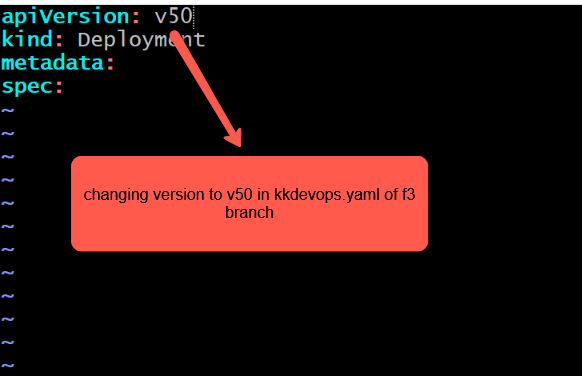 apiVersion: v50
kind: Deployment
metadata:
spec:
~
~
~
~
~
~
~
~
~
~
~
~
changing version to v50 in kkdevops.yaml of f3
branch